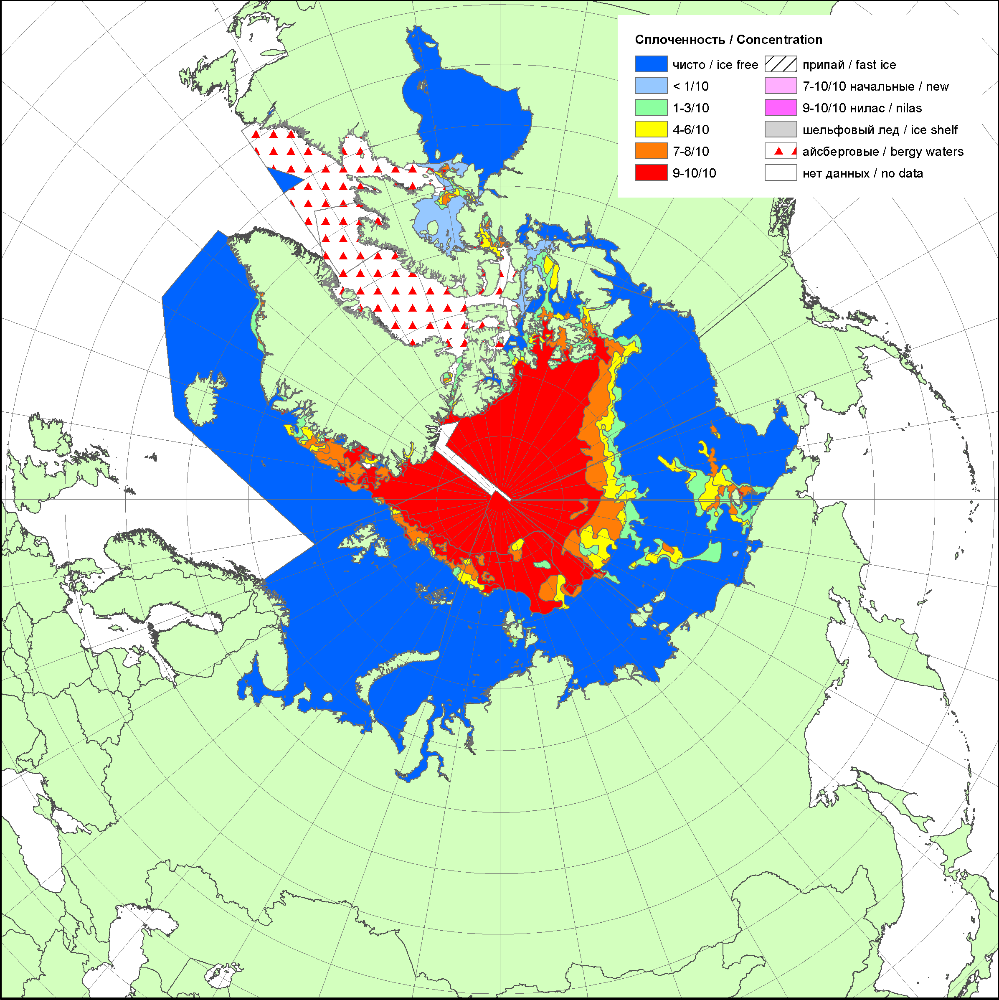 Сплоченность / Concentration
чисто / ice free
< 1/10
1-3/10
4-6/10
7-8/10
9-10/10
припай / fast ice
7-10/10 начальные / new
9-10/10 нилас / nilas
шельфовый лед / ice shelf
айсберговые / bergy waters
нет данных / no data